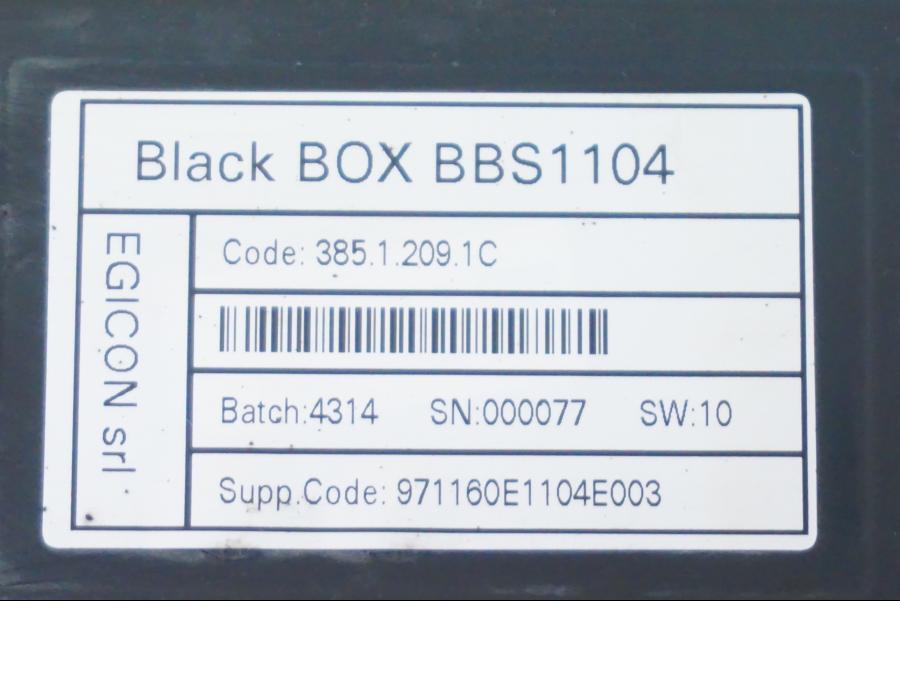 Black BOX BBS1104
EGICON srl
Code: 385.1.209.1C
Batch:4314 SN:000077 SW:10
Supp.Code: 971160E1104E003